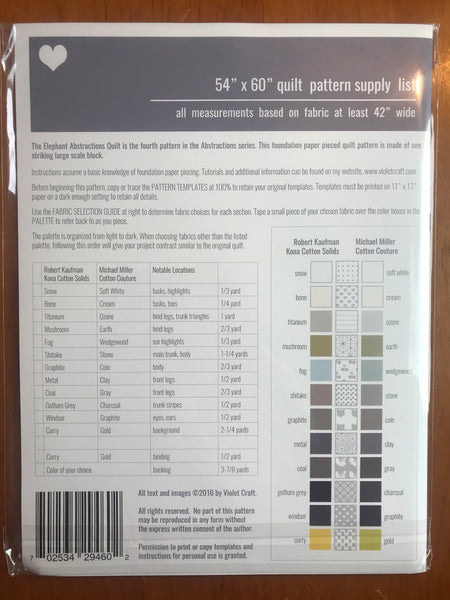 54” x 60” quilt pattern supply list
all measurements based on fabric at least 42” wide
The Elephant Abstractions Quilt is the fourth pattern in the Abstractions series. This foundation paper pieced quilt pattern is made of one
striking large scale block.
Instructions assume a basic knowledge of foundation paper piecing. Tutorials and additional information can be found on my website, www.violetcraft.com.
Before beginning this pattern, copy or trace the PATTERN TEMPLATES at 100% to retain your original templates. Templates must be printed on 11” x 17”
paper on a dark enough setting to retain all details.
Use the FABRIC SELECTION GUIDE at right to determine fabric choices for each section. Tape a small piece of your chosen fabric over the color boxes in the
PALETTE to refer back to as you piece.
The palette is organized from light to dark. When choosing fabrics other than the listed
palette, following this order will give your project contrast similar to the original quilt.
Robert Kaufman Kona Cotton Solids Michael Miller Cotton Couture Notable Locations
Snow Soft White tusks, highlights 1/3 yard
Bone Cream tusks, toes 1/4 yard
Titanium Ozone hind legs, trunk triangles 1 yard
Mushroom Earth hind legs 2/3 yard
Fog Wedgewood ear highlights 1/3 yard
Shitake Stone main trunk, body 1-1/4 yards
Graphite Coin body 2/3 yard
Metal Clay front legs 1/2 yard
Coal Gray front legs 2/3 yard
Gotham Grey Charcoal trunk stripes 1/2 yard
Windsor Graphite eyes, ears 1/2 yard
Curry Gold background 2-1/4 yards
Curry Gold binding 1/2 yard
Color of your choice backing 3-7/8 yards
Robert Kaufman Michael Miller
Kona Cotton Solids Cotton Couture
snow soft white
bone cream
titanium ozone
mushroom earth
fog wedgewood
shitake stone
graphite coin
metal clay
coal gray
gotham grey charcoal
windsor graphite
curry gold
All text and images ©2016 by Violet Craft.
All rights reserved. No part of this pattern
may be reproduced in any form without
the express written consent of the author.
Permission to print or copy templates and
instructions for personal use is granted.
7 02534 29460 2